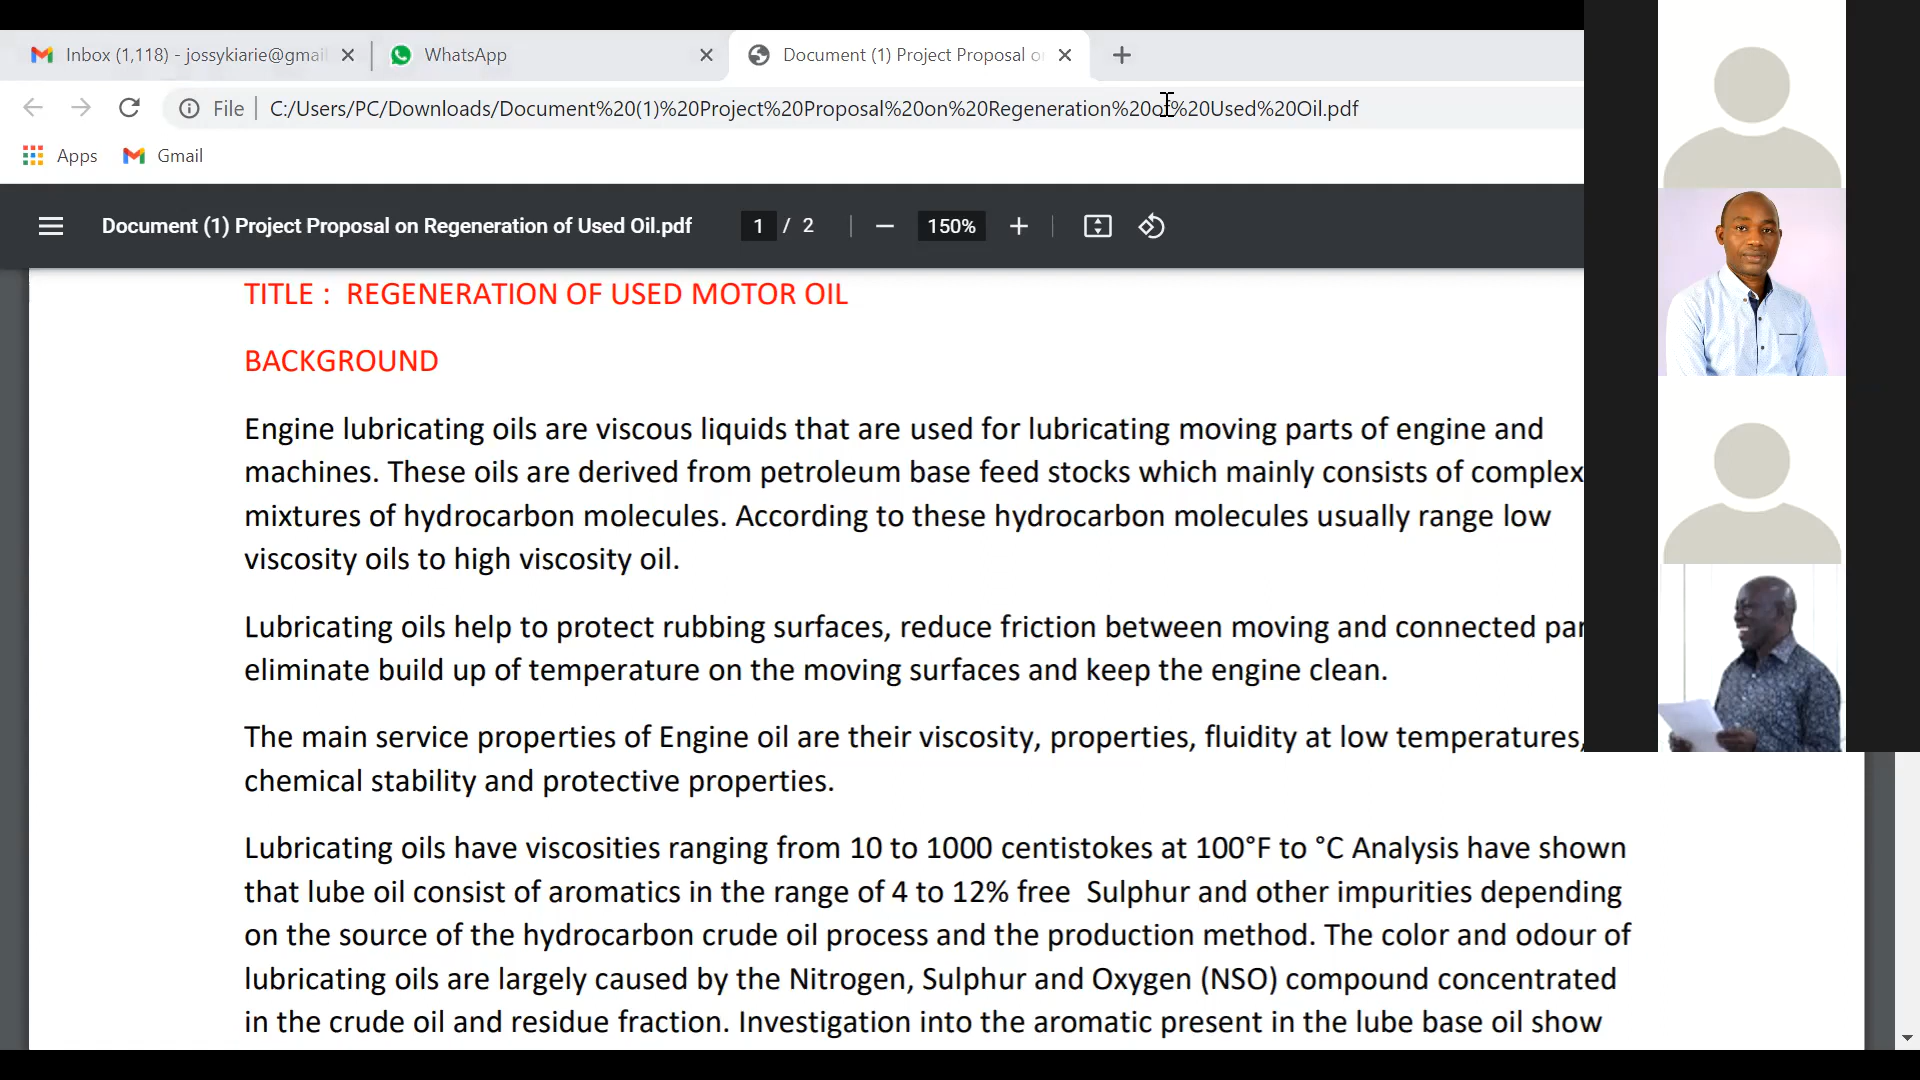 Inbox (1,118) - jossykiarie@gmai
WhatsApp
Document (1) Project Proposal o
File
C:/Users/PC/Downloads/Document%20(1)%20Project%20Proposal%20on%20Regeneration%20of%20Used%20Oil.pdf
Apps
Gmail
Document (1) Project Proposal on Regeneration of Used Oil.pdf
1 / 2
150%
TITLE : REGENERATION OF USED MOTOR OIL
BACKGROUND
Engine lubricating oils are viscous liquids that are used for lubricating moving parts of engine and
machines. These oils are derived from petroleum base feed stocks which mainly consists of complex
mixtures of hydrocarbon molecules. According to these hydrocarbon molecules usually range low
viscosity oils to high viscosity oil.
Lubricating oils help to protect rubbing surfaces, reduce friction between moving and connected par
eliminate build up of temperature on the moving surfaces and keep the engine clean.
The main service properties of Engine oil are their viscosity, properties, fluidity at low temperatures,
chemical stability and protective properties.
Lubricating oils have viscosities ranging from 10 to 1000 centistokes at 100°F to °C Analysis have shown
that lube oil consist of aromatics in the range of 4 to 12% free Sulphur and other impurities depending
on the source of the hydrocarbon crude oil process and the production method. The color and odour of
lubricating oils are largely caused by the Nitrogen, Sulphur and Oxygen (NSO) compound concentrated
in the crude oil and residue fraction. Investigation into the aromatic present in the lube base oil show